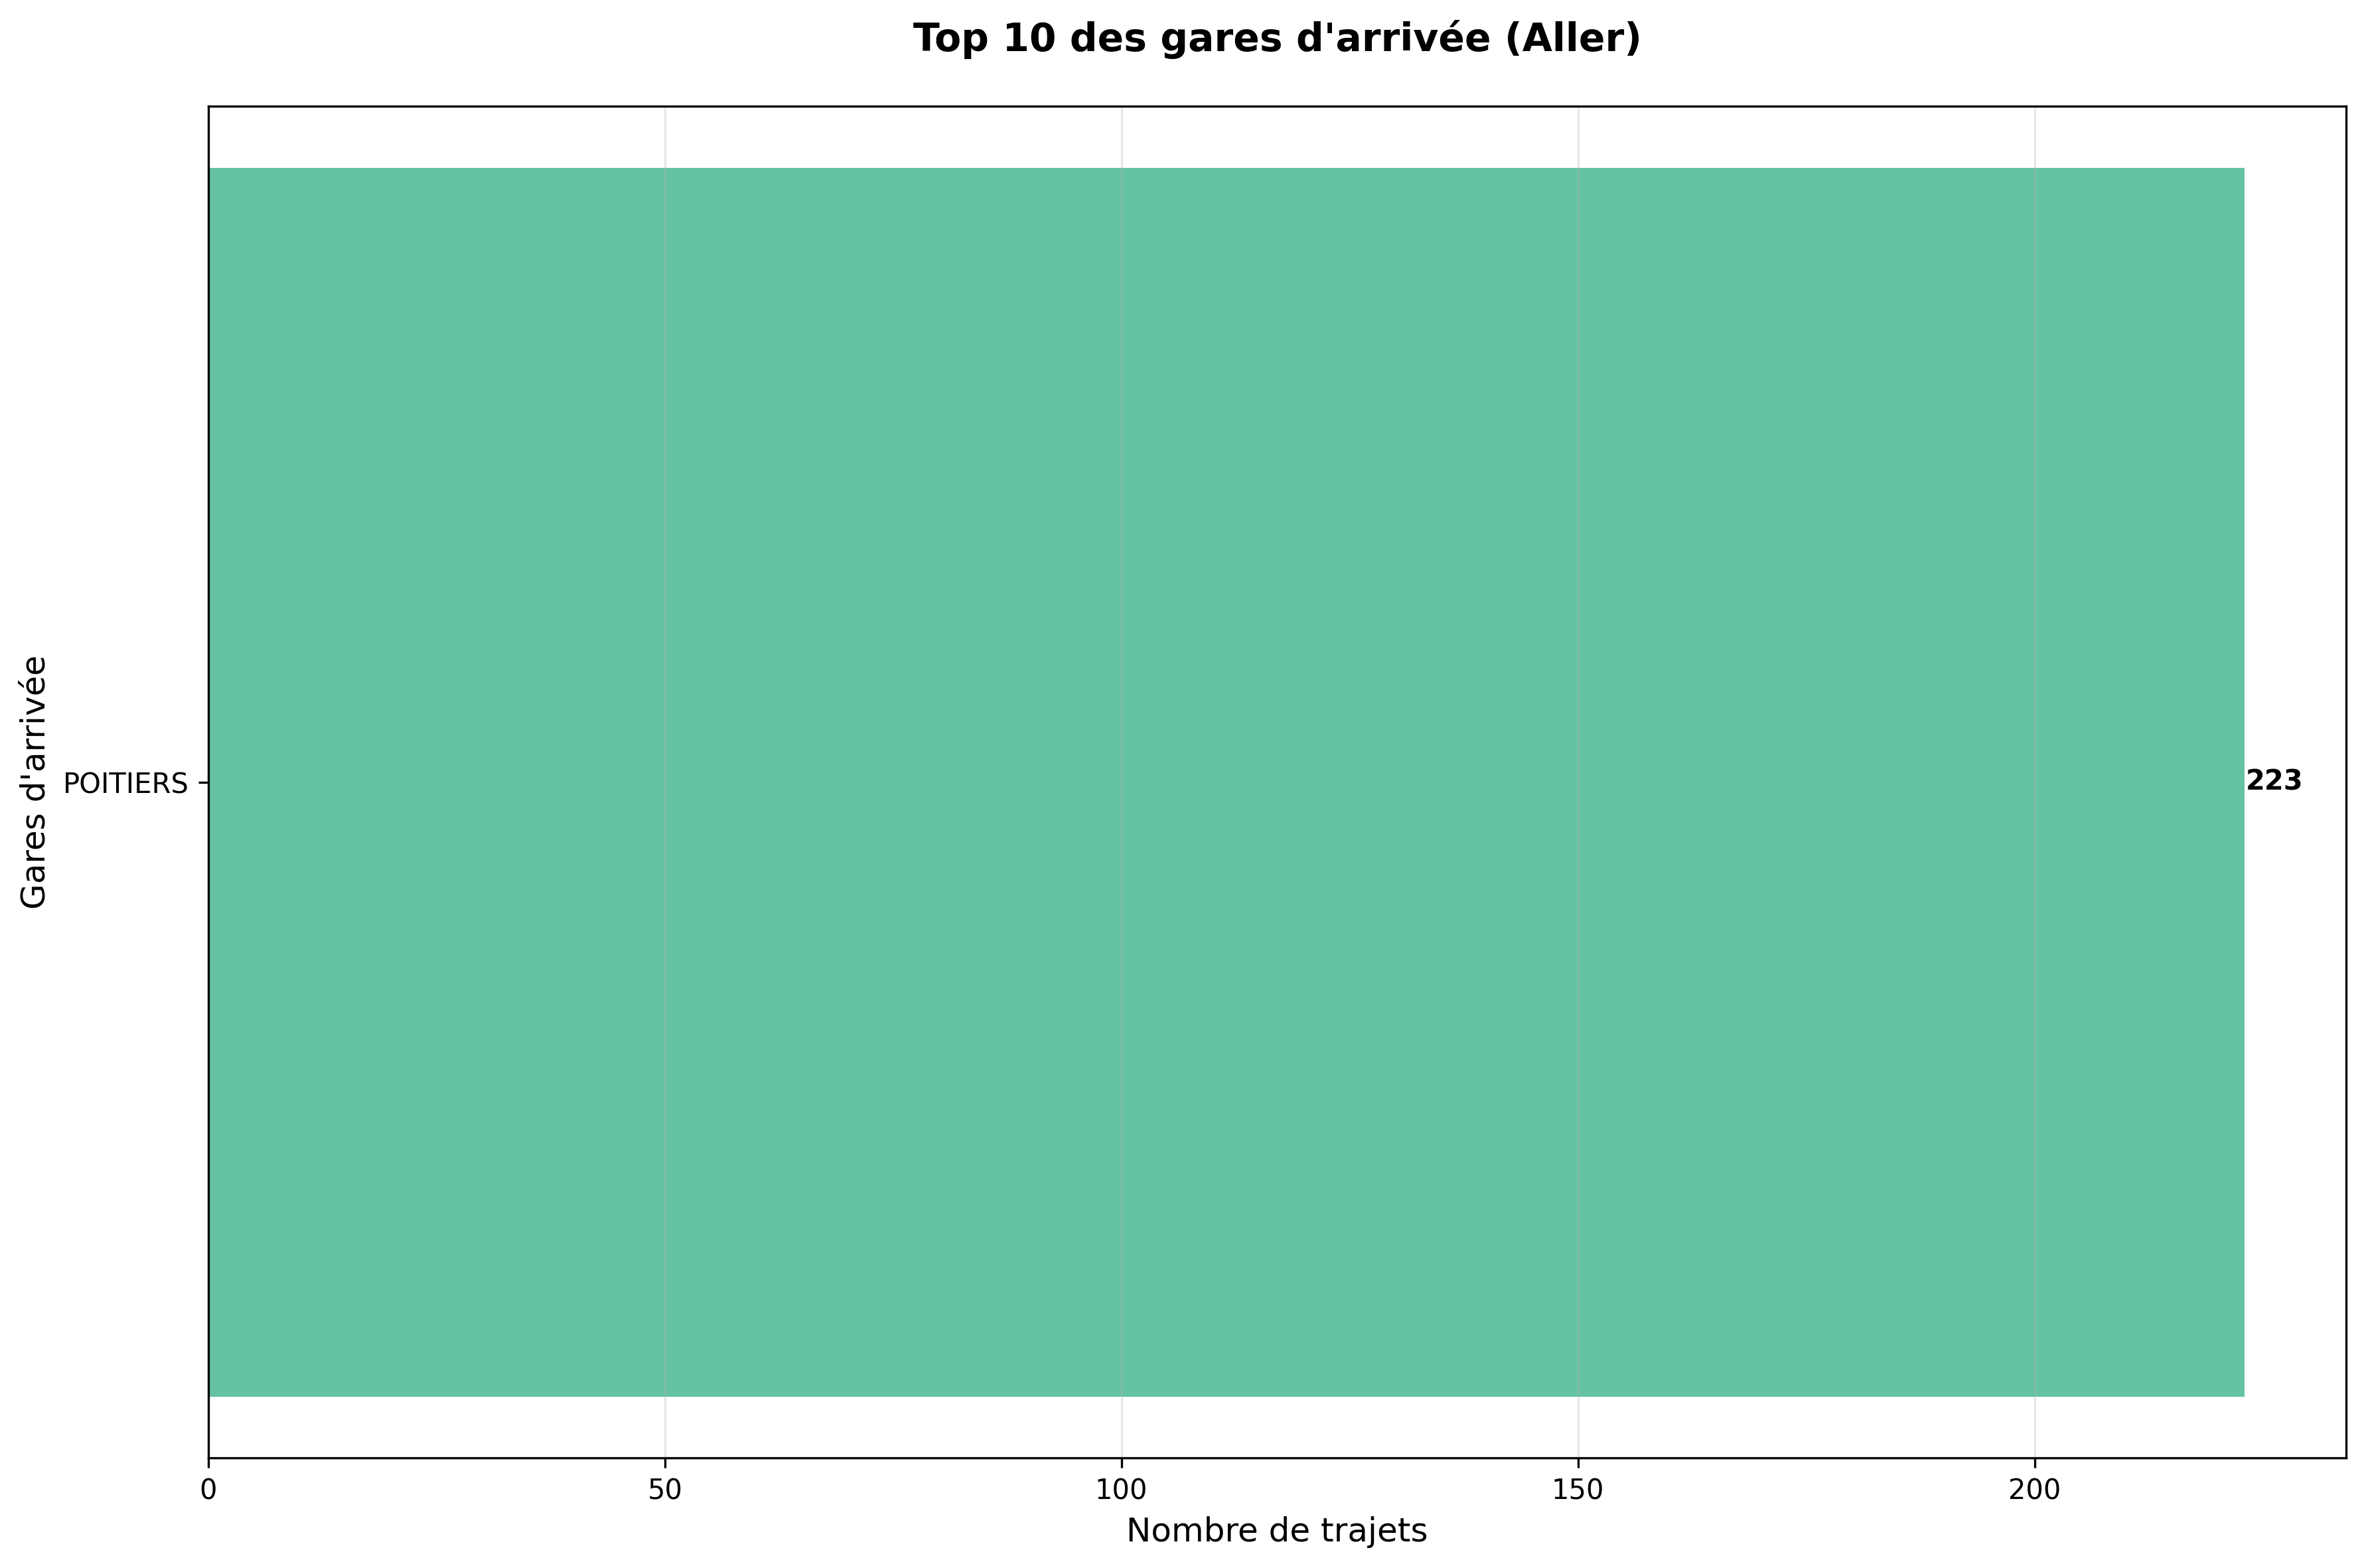 Top 10 des gares d'arrivée (Aller)
Gares d'arrivée
POITIERS
223
0
50
100
150
200
Nombre de trajets